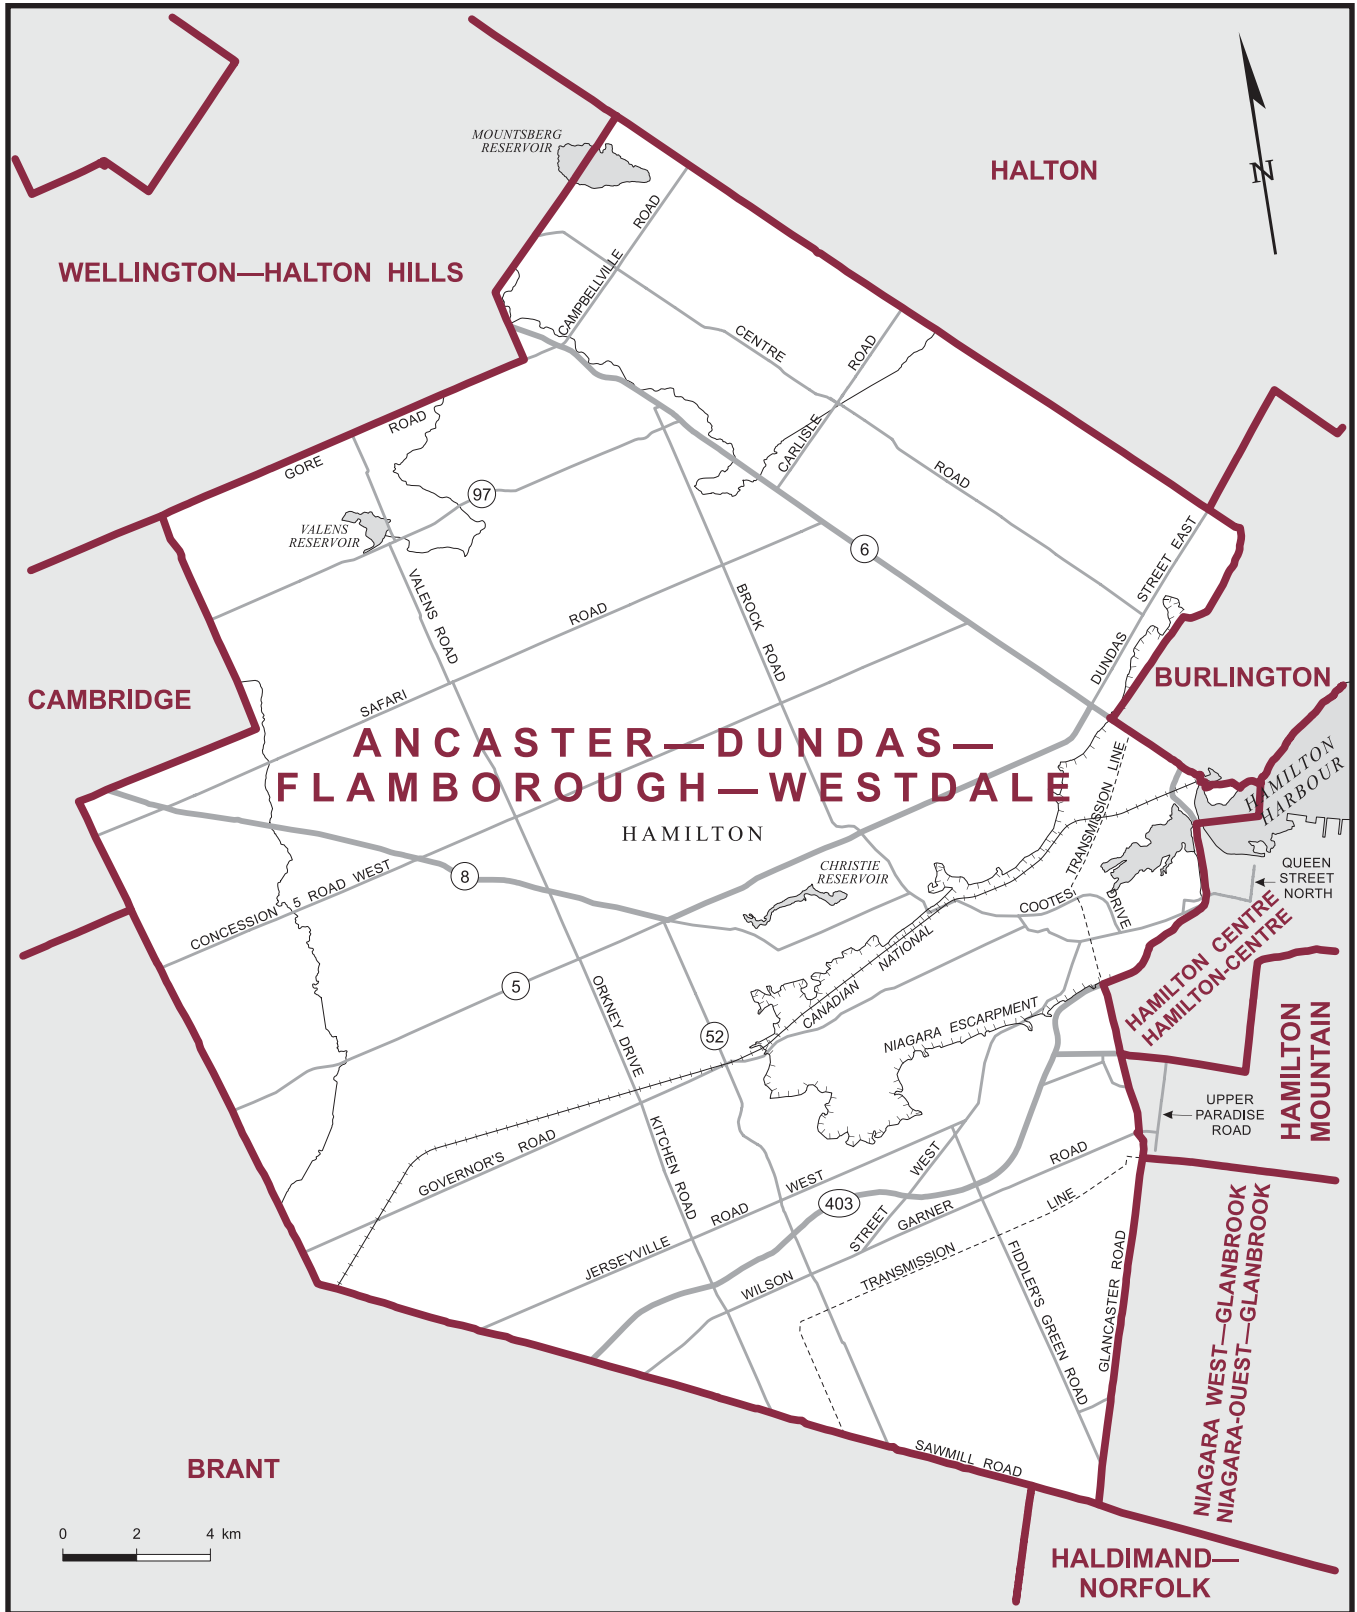 MOUNTSBERG
RESERVOIR
HALTON
N
WELLINGTON—HALTON HILLS
CAMPBELLVILLE ROAD
CENTRE ROAD
CARLISLE ROAD
GORE ROAD
97
VALENS
RESERVOIR
6
DUNDAS STREET EAST
VALENS ROAD
SAFARI ROAD
BROCK ROAD
CAMBRIDGE
BURLINGTON
ANCASTER—DUNDAS—
FLAMBOROUGH—WESTDALE
HAMILTON
HAMILTON
HARBOUR
TRANSMISSION LINE
CONCESSION 5 ROAD WEST
8
CHRISTIE
RESERVOIR
COOTES DRIVE
QUEEN
STREET
NORTH
HAMILTON CENTRE
HAMILTON-CENTRE
CANADIAN NATIONAL
5
ORKNEY DRIVE
52
NIAGARA ESCARPMENT
HAMILTON
MOUNTAIN
UPPER
PARADISE
ROAD
GOVERNOR'S ROAD
KITCHEN ROAD
JERSEYVILLE ROAD WEST
403
WILSON STREET WEST
GARNER ROAD
TRANSMISSION LINE
FIDDLER'S GREEN ROAD
GLANCASTER ROAD
NIAGARA WEST—GLANBROOK
NIAGARA-OUEST—GLANBROOK
SAWMILL ROAD
BRANT
0 2 4 km
HALDIMAND—
NORFOLK